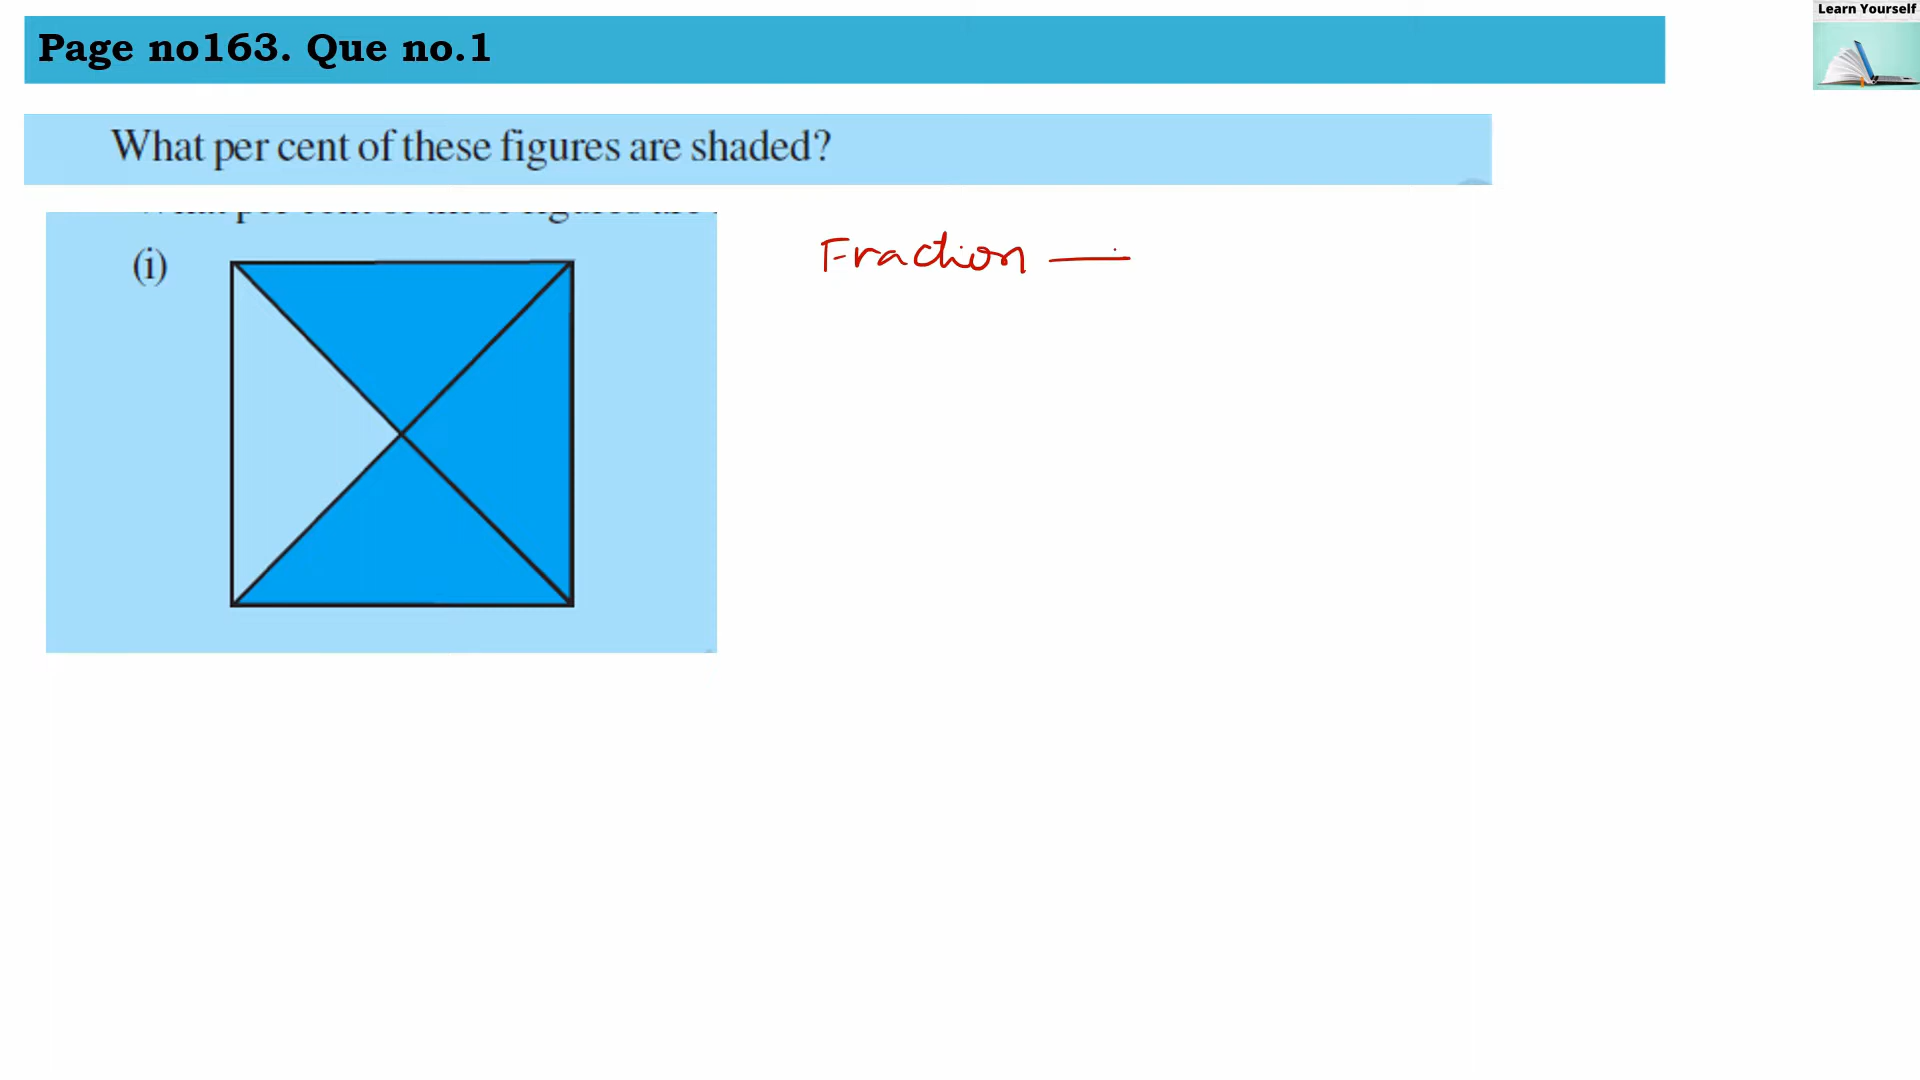 Learn Yourself
Page no163. Que no.1
What per cent of these figures are shaded?
(i)
Fraction —